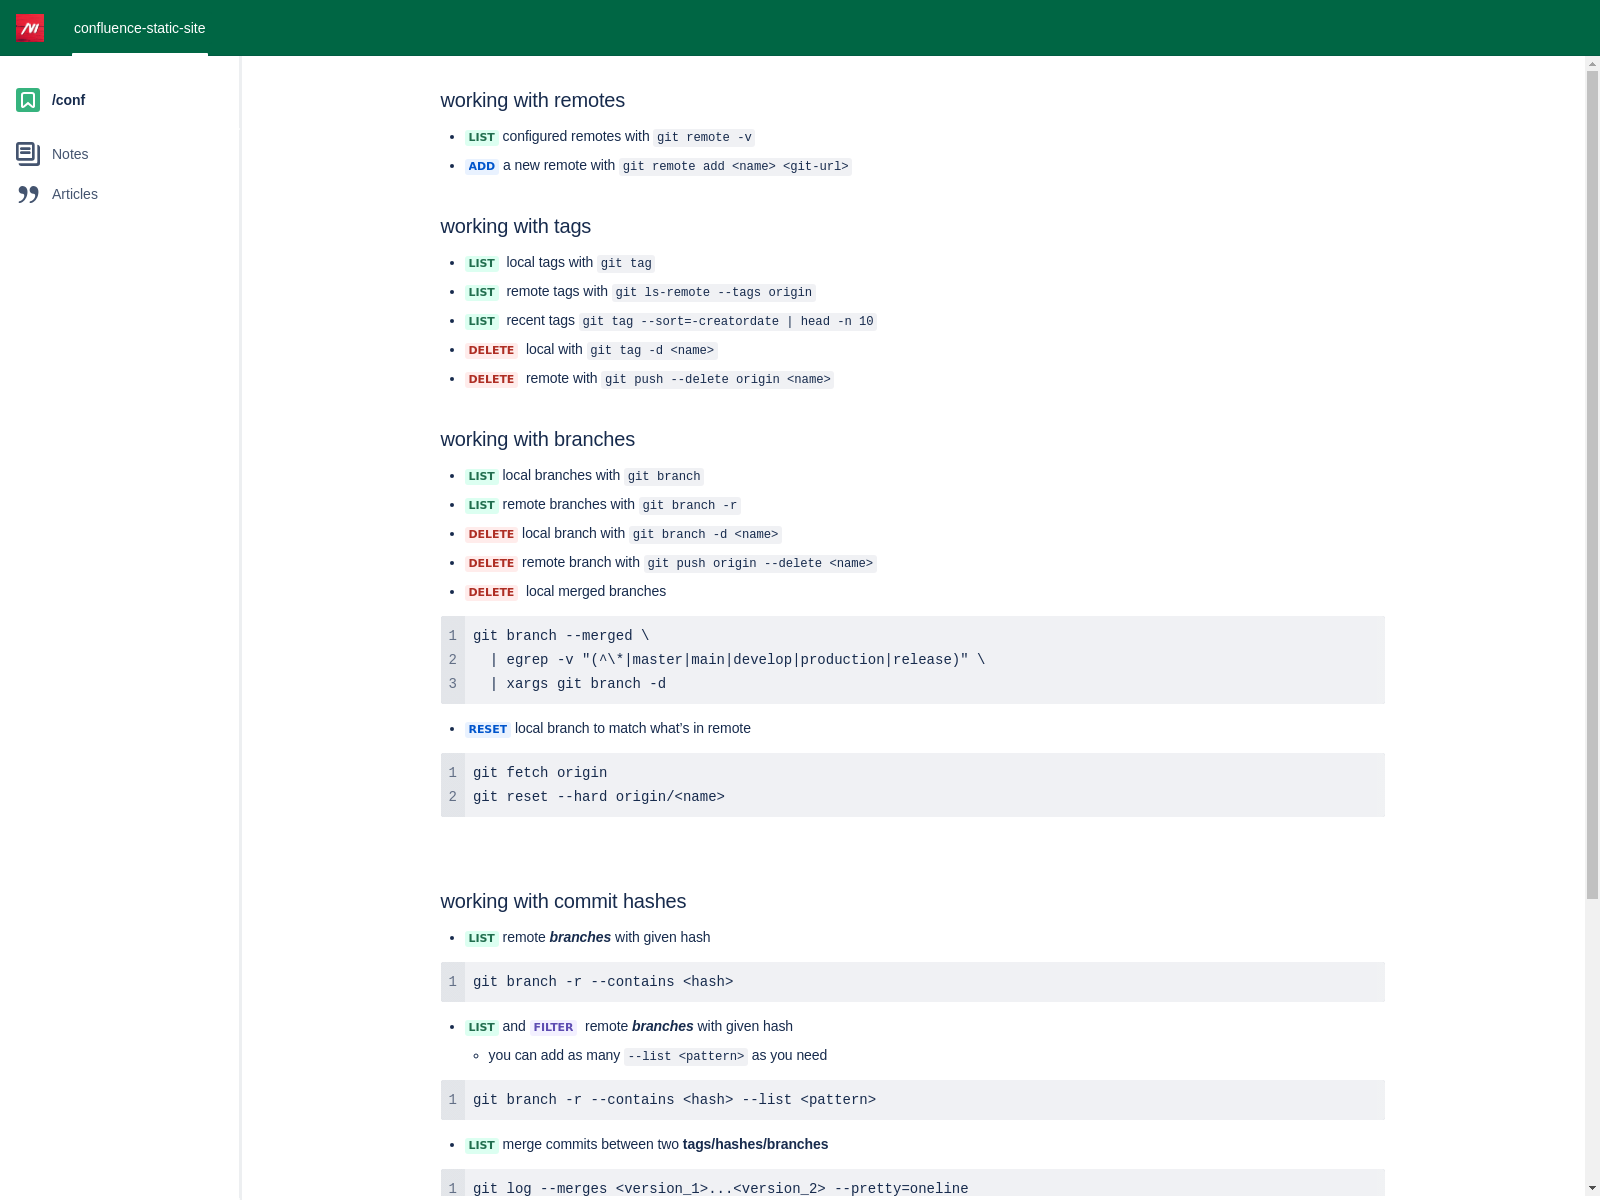 confluence-static-site
/conf
Notes
Articles
working with remotes
LIST configured remotes with git remote -v
ADD a new remote with git remote add <name> <git-url>
working with tags
LIST local tags with git tag
LIST remote tags with git ls-remote --tags origin
LIST recent tags git tag --sort=-creatordate | head -n 10
DELETE local with git tag -d <name>
DELETE remote with git push --delete origin <name>
working with branches
LIST local branches with git branch
LIST remote branches with git branch -r
DELETE local branch with git branch -d <name>
DELETE remote branch with git push origin --delete <name>
DELETE local merged branches
1 git branch --merged \
2 | egrep -v "(^\*|master|main|develop|production|release)" \
3 | xargs git branch -d
RESET local branch to match what’s in remote
1 git fetch origin
2 git reset --hard origin/<name>
working with commit hashes
LIST remote branches with given hash
1 git branch -r --contains <hash>
LIST and FILTER remote branches with given hash
you can add as many --list <pattern> as you need
1 git branch -r --contains <hash> --list <pattern>
LIST merge commits between two tags/hashes/branches
1 git log --merges <version_1>...<version_2> --pretty=oneline